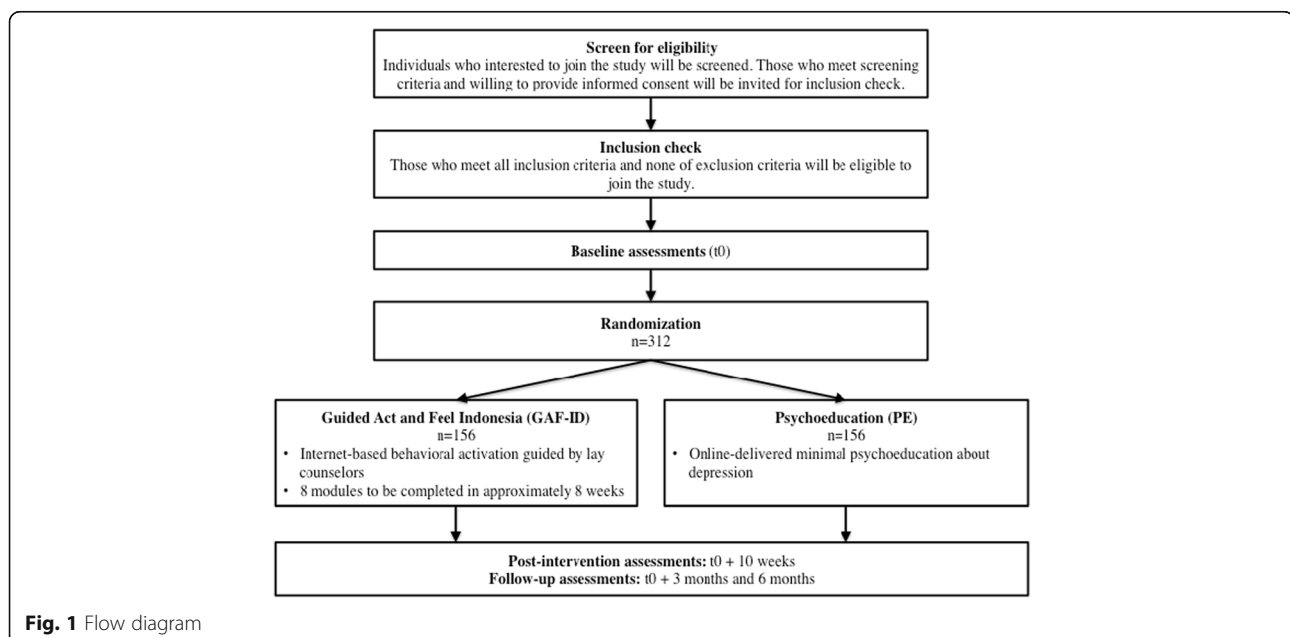 Screen for eligibility
Individuals who interested to join the study will be screened. Those who meet screening
criteria and willing to provide informed consent will be invited for inclusion check.
Inclusion check
Those who meet all inclusion criteria and none of exclusion criteria will be eligible to
join the study.
Baseline assessments (t0)
Randomization
n=312
Guided Act and Feel Indonesia (GAF-ID)
n=156
• Internet-based behavioral activation guided by lay
counselors
• 8 modules to be completed in approximately 8 weeks
Psychoeducation (PE)
n=156
• Online-delivered minimal psychoeducation about
depression
Post-intervention assessments: t0 + 10 weeks
Follow-up assessments: t0 + 3 months and 6 months
Fig. 1 Flow diagram